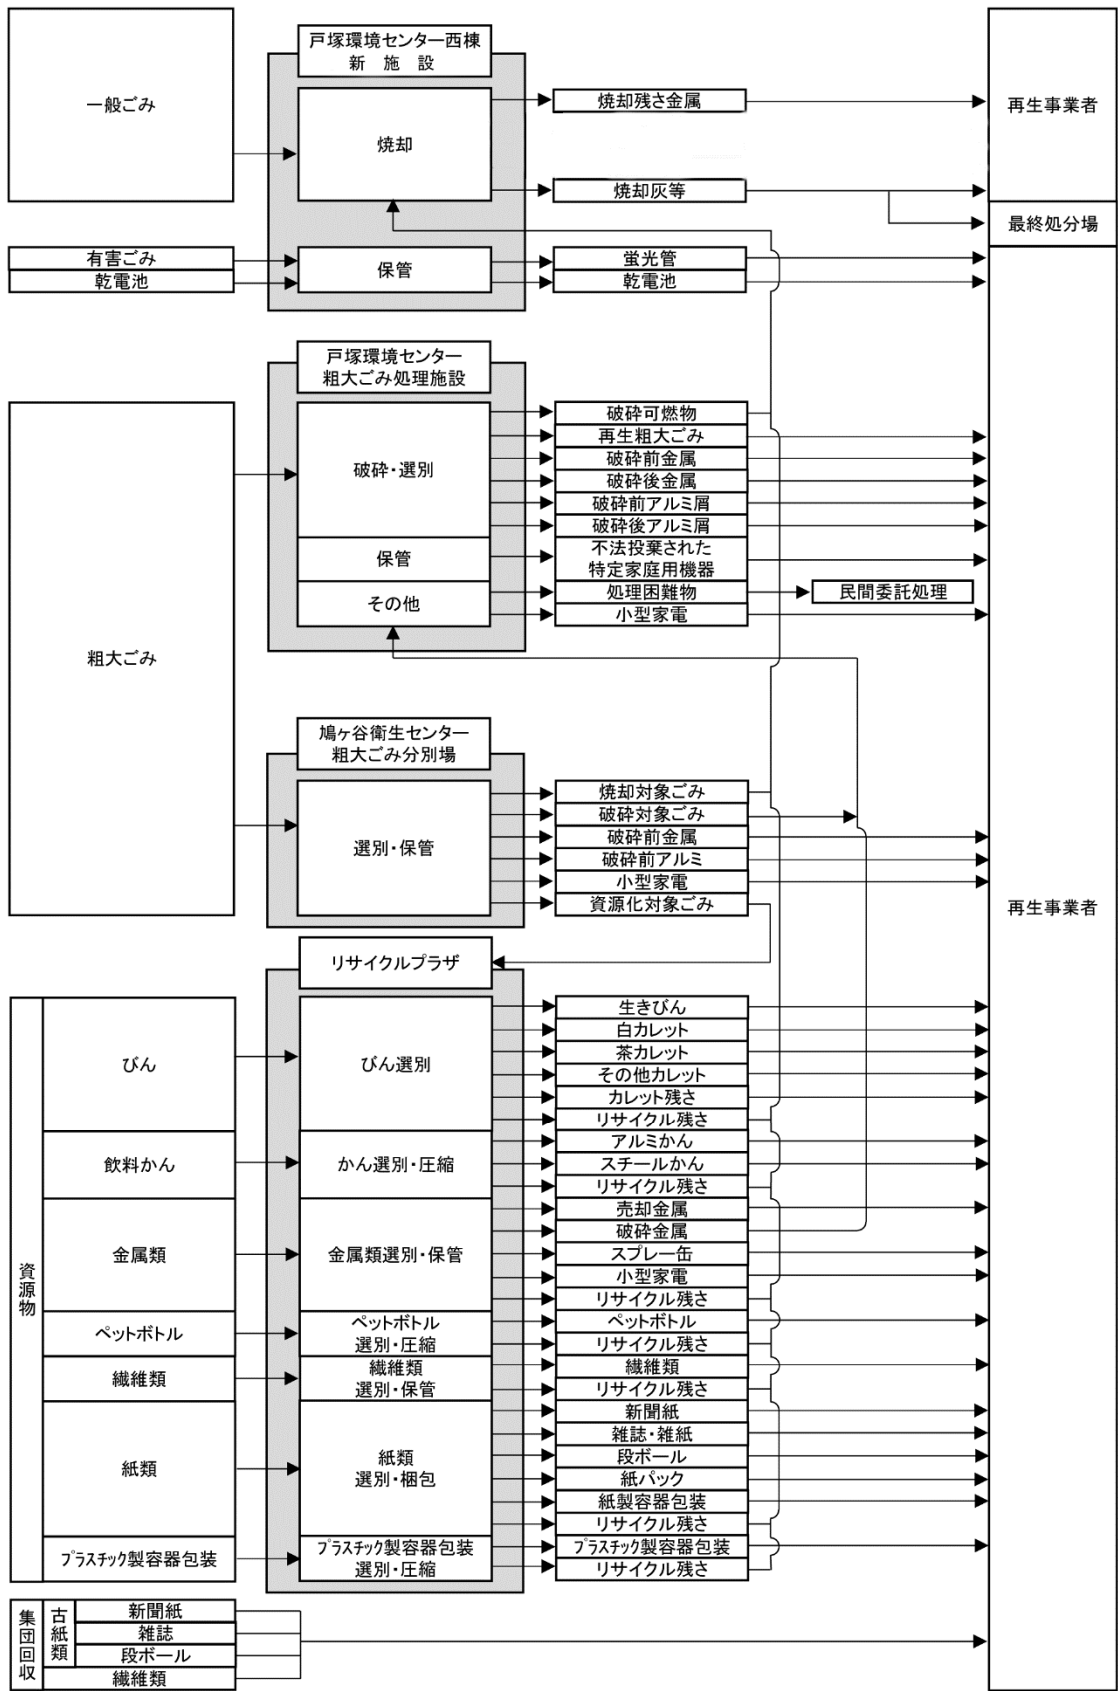 一般ごみ
戸塚環境センター西棟
新　施　設
焼却
焼却残さ金属
焼却灰等
再生事業者
最終処分場
有害ごみ
乾電池
保管
蛍光管
乾電池
戸塚環境センター
粗大ごみ処理施設
粗大ごみ
破砕・選別
保管
その他
破砕可燃物
再生粗大ごみ
破砕前金属
破砕後金属
破砕前アルミ屑
破砕後アルミ屑
不法投棄された
特定家庭用機器
処理困難物
小型家電
民間委託処理
鳩ヶ谷衛生センター
粗大ごみ分別場
選別・保管
焼却対象ごみ
破砕対象ごみ
破砕前金属
破砕前アルミ
小型家電
資源化対象ごみ
再生事業者
リサイクルプラザ
資源物
びん
びん選別
生きびん
白カレット
茶カレット
その他カレット
カレット残さ
リサイクル残さ
飲料かん
かん選別・圧縮
アルミかん
スチールかん
リサイクル残さ
金属類
金属類選別・保管
売却金属
破砕金属
スプレー缶
小型家電
リサイクル残さ
ペットボトル
ペットボトル
選別・圧縮
ペットボトル
リサイクル残さ
繊維類
繊維類
選別・保管
繊維類
リサイクル残さ
紙類
紙類
選別・梱包
新聞紙
雑誌・雑紙
段ボール
紙パック
紙製容器包装
リサイクル残さ
プラスチック製容器包装
プラスチック製容器包装
選別・圧縮
プラスチック製容器包装
リサイクル残さ
集団回収
古紙類
新聞紙
雑誌
段ボール
繊維類